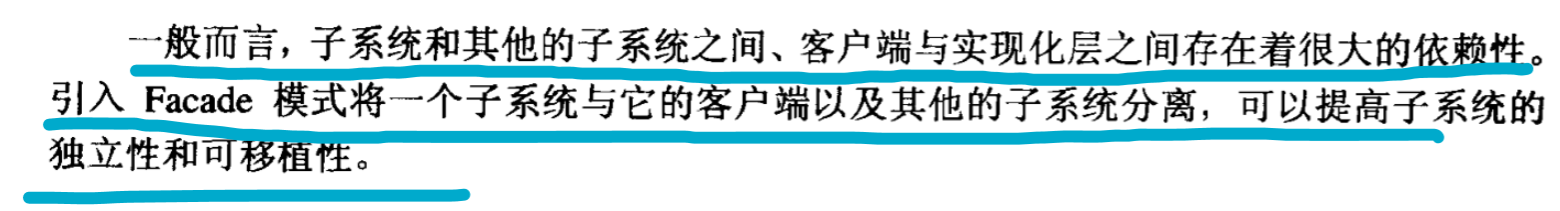 一般而言，子系统和其他的子系统之间、客户端与实现化层之间存在着很大的依赖性。
引入 Facade 模式将一个子系统与它的客户端以及其他的子系统分离，可以提高子系统的
独立性和可移植性。